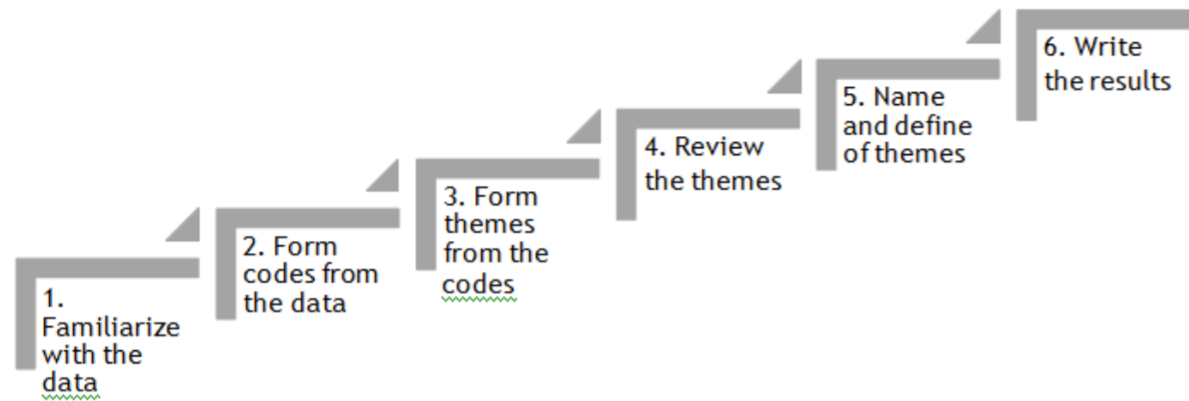 1.
Familiarize
with the
data
2. Form
codes from
the data
3. Form
themes
from the
codes
4. Review
the themes
5. Name
and define
of themes
6. Write
the results